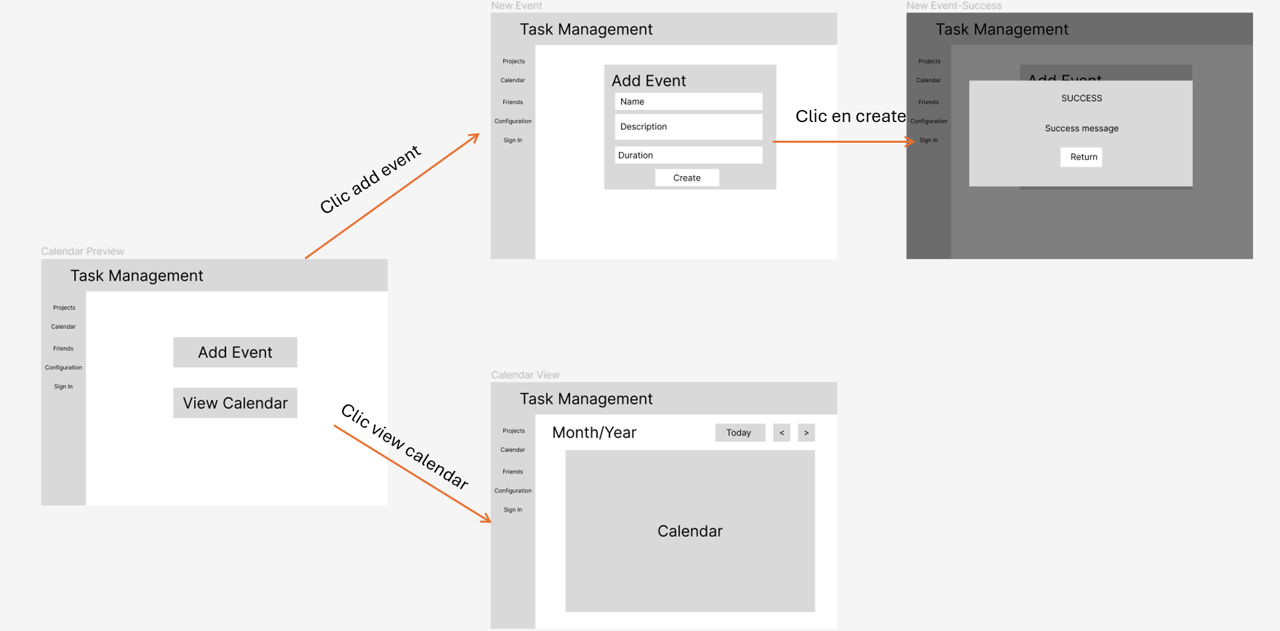 New Event
Task Management
Projects
Calendar
Friends
Configuration
Sign In
Add Event
Name
Description
Duration
Create
Clic en create
New Event-Success
Task Management
Projects
Calendar
Friends
Configuration
Sign In
Add Event
SUCCESS
Success message
Return
Clic add event
Calendar Preview
Task Management
Projects
Calendar
Friends
Configuration
Sign In
Add Event
View Calendar
Clic view calendar
Calendar View
Task Management
Projects
Calendar
Friends
Configuration
Sign In
Month/Year
Today
<
>
Calendar